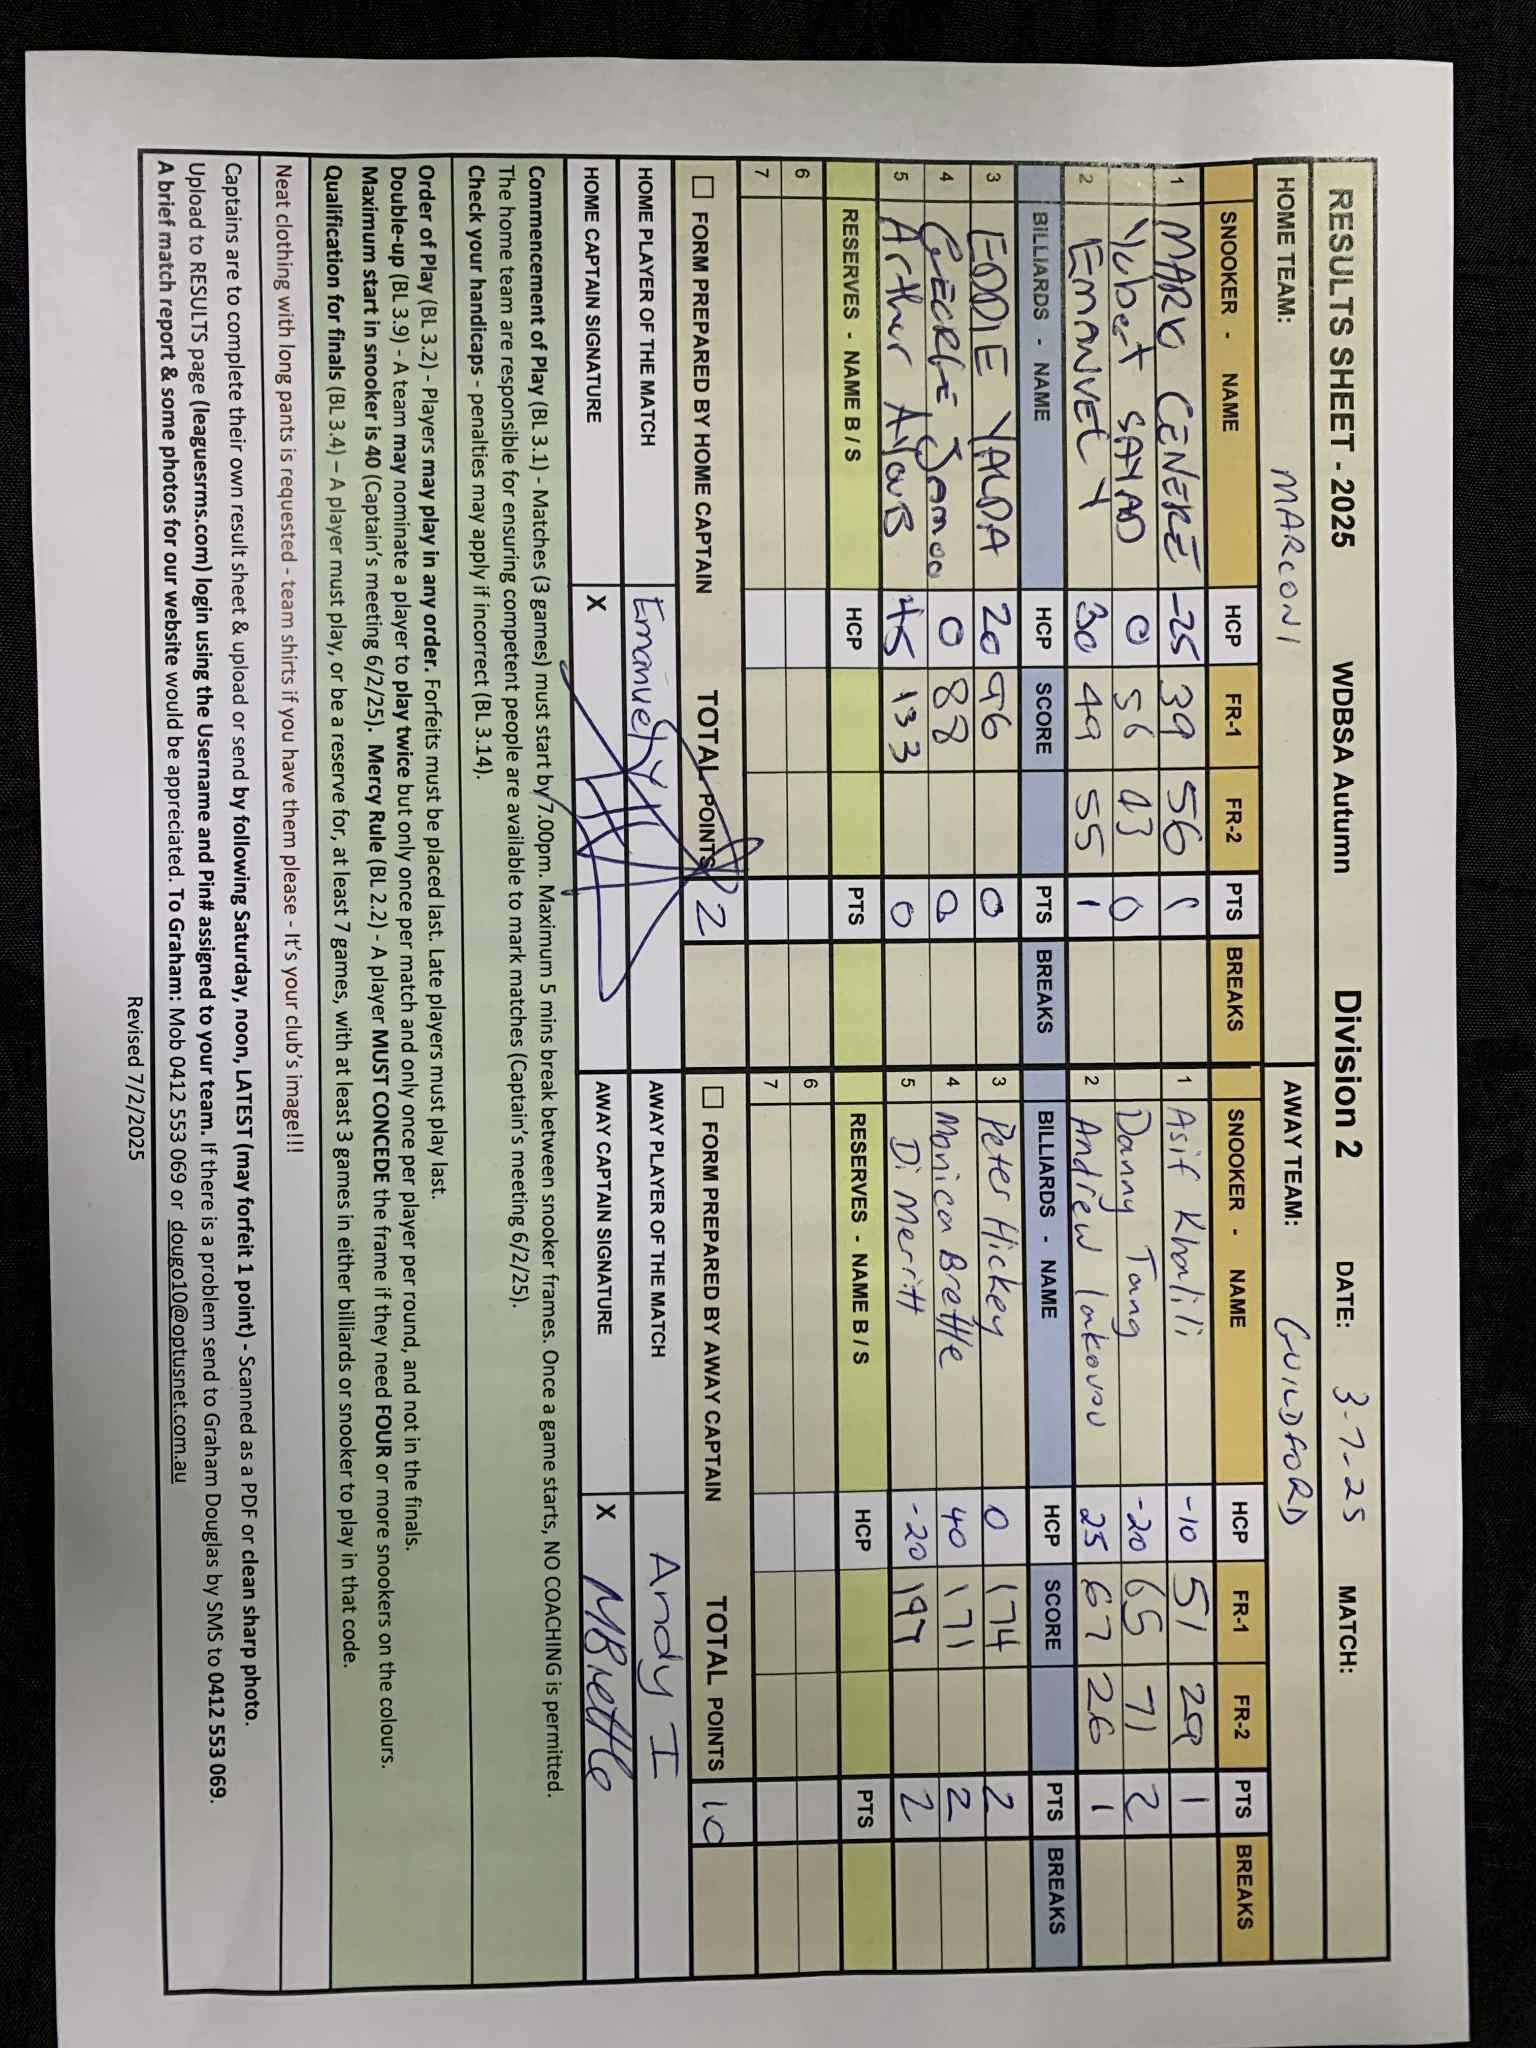 RESULTS SHEET - 2025 WDBSA Autumn Division 2 DATE: 3-7-25 MATCH:
HOME TEAM: MARCONI AWAY TEAM: GUILDFORD
SNOOKER - NAME HCP FR-1 FR-2 PTS BREAKS SNOOKER - NAME HCP FR-1 FR-2 PTS BREAKS
1 MARO CENERE -25 39 56 1 1 Asif Khalili -10 51 29 1
Yubert SAYAD 0 56 43 0 Danny Tang -20 65 71 2
2 EMANUEL Y 30 49 55 1 2 Andrew Iakovou 25 67 26 1
BILLIARDS - NAME HCP SCORE PTS BREAKS BILLIARDS - NAME HCP SCORE PTS BREAKS
3 EDDIE YALDA 20 96 0 3 Peter Hickey 0 174 2
4 GEORGE Jamoo 0 88 0 4 Monica Brettle 40 171 2
5 Arther AYouB 45 133 0 5 Di Merritt -20 197 2
RESERVES - NAME B / S HCP PTS RESERVES - NAME B / S HCP PTS
6 6
7 7
FORM PREPARED BY HOME CAPTAIN TOTAL POINTS 2 FORM PREPARED BY AWAY CAPTAIN TOTAL POINTS 10
HOME PLAYER OF THE MATCH Emanuel Y AWAY PLAYER OF THE MATCH Andy I
HOME CAPTAIN SIGNATURE X AWAY CAPTAIN SIGNATURE X MBrettle
Commencement of Play (BL 3.1) - Matches (3 games) must start by 7.00pm. Maximum 5 mins break between snooker frames. Once a game starts, NO COACHING is permitted.
The home team are responsible for ensuring competent people are available to mark matches (Captain's meeting 6/2/25).
Check your handicaps - penalties may apply if incorrect (BL 3.14).
Order of Play (BL 3.2) - Players may play in any order. Forfeits must be placed last. Late players must play last.
Double-up (BL 3.9) - A team may nominate a player to play twice but only once per match and only once per player per round, and not in the finals.
Maximum start in snooker is 40 (Captain's meeting 6/2/25). Mercy Rule (BL 2.2) - A player MUST CONCEDE the frame if they need FOUR or more snookers on the colours.
Qualification for finals (BL 3.4) – A player must play, or be a reserve for, at least 7 games, with at least 3 games in either billiards or snooker to play in that code.
Neat clothing with long pants is requested - team shirts if you have them please - It's your club's image!!!
Captains are to complete their own result sheet & upload or send by following Saturday, noon, LATEST (may forfeit 1 point) - Scanned as a PDF or clean sharp photo.
Upload to RESULTS page (leaguesrms.com) login using the Username and Pin# assigned to your team. If there is a problem send to Graham Douglas by SMS to 0412 553 069.
A brief match report & some photos for our website would be appreciated. To Graham: Mob 0412 553 069 or dougo10@optusnet.com.au
Revised 7/2/2025